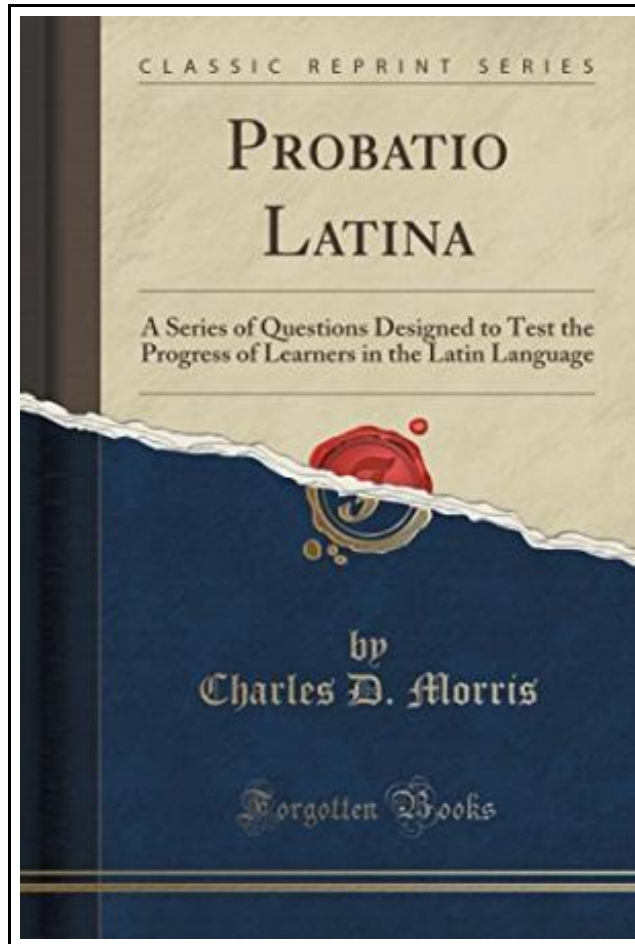 CLASSIC REPRINT SERIES
PROBATIO
LATINA
A Series of Questions Designed to Test the
Progress of Learners in the Latin Language
by
Charles D. Morris
Forgotten Books